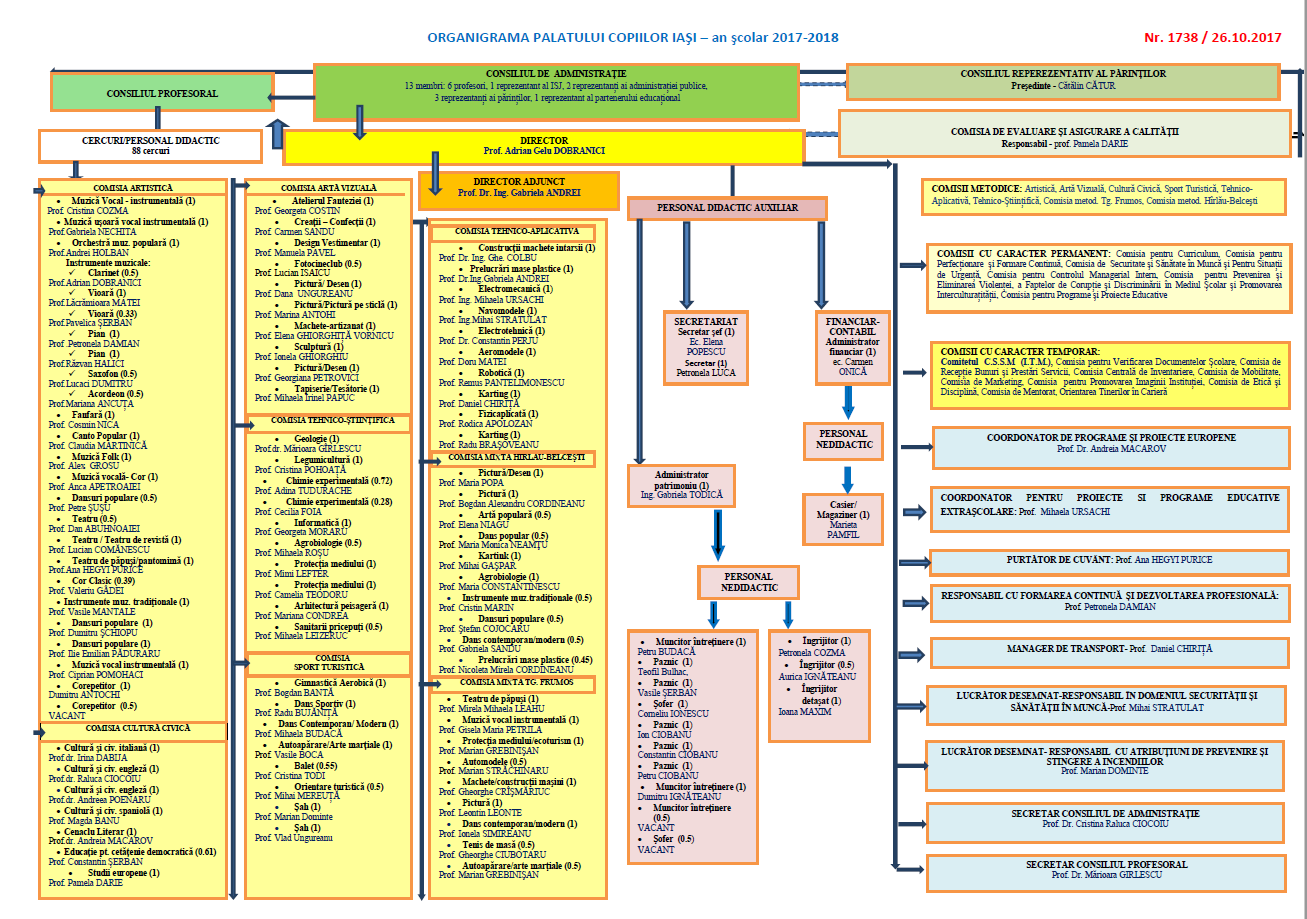 ORGANIGRAMA PALATULUI COPIILOR IAŞI – an şcolar 2017-2018
Nr. 1738 / 26.10.2017
CONSILIUL PROFESORAL
CONSILIUL DE ADMINISTRAŢIE
13 membri: 6 profesori, 1 reprezentant al ISJ, 2 reprezentanţi ai administraţiei publice,
3 reprezentanţi ai părinţilor, 1 reprezentant al partenerului educaţional
CONSILIUL REPEREZENTATIV AL PĂRINŢILOR
Preşedinte - Cătălin CĂTUR
CERCURI/PERSONAL DIDACTIC
88 cercuri
DIRECTOR
Prof. Adrian Gelu DOBRANICI
COMISIA DE EVALUARE ŞI ASIGURARE A CALITĂŢII
Responsabil - prof. Pamela DARIE
DIRECTOR ADJUNCT
Prof. Dr. Ing. Gabriela ANDREI
PERSONAL DIDACTIC AUXILIAR
COMISIA ARTISTICĂ
• Muzică Vocal - instrumentală (1)
Prof. Cristina COZMA
• Muzică uşoară vocal instrumentală (1)
Prof.Gabriela NECHITA
• Orchestră muz. populară (1)
Prof.Andrei HOLBAN
Instrumente muzicale:
✓ Clarinet (0.5)
Prof.Adrian DOBRANICI
✓ Vioară (1)
Prof.Lăcrămioara MATEI
✓ Vioară (0.33)
Prof.Pavelica ŞERBAN
✓ Pian (1)
Prof .Petronela DAMIAN
✓ Pian (1)
Prof.Răzvan HALICI
✓ Saxofon (0.5)
Prof.Lucaci DUMITRU
✓ Acordeon (0.5)
Prof.Mariana ANCUŢA
• Fanfară (1)
Prof. Cosmin NICA
• Canto Popular (1)
Prof. Claudia MARTINICĂ
• Muzică Folk (1)
Prof. Alex GROSU
• Muzică vocală- Cor (1)
Prof. Anca APETROAIEI
• Dansuri populare (0.5)
Prof. Petre ŞUŞU
• Teatru (0.5)
Prof. Dan ABUHNOAIEI
• Teatru / Teatru de revistă (1)
Prof. Lucian COMĂNESCU
• Teatru de păpuşi/pantomimă (1)
Prof.Ana HEGYI PURICE
• Cor Clasic (0.39)
Prof. Valeriu GĂDEI
• Instrumente muz. tradiţionale (1)
Prof. Vasile MANTALE
• Dansuri populare (1)
Prof. Dumitru ŞCHIOPU
• Dansuri populare (1)
Prof. Ilie Emilian PĂDURARU
• Muzică vocal instrumentală (1)
Prof. Ciprian POMOHACI
• Corepetitor (1)
Dumitru ANTOCHI
• Corepetitor (0.5)
VACANT
COMISIA CULTURĂ CIVICĂ
• Cultură şi civ. italiană (1)
Prof.dr. Irina DABIJA
• Cultură şi civ. engleză (1)
Prof.dr. Raluca CIOCOIU
• Cultură şi civ. engleză (1)
Prof.dr. Andreea POENARU
• Cultură şi civ. spaniolă (1)
Prof. Magda BANU
• Cenaclu Literar (1)
Prof.dr. Andreia MACAROV
• Educaţie pt. cetăţenie democratică (0.61)
Prof. Constantin ŞERBAN
• Studii europene (1)
Prof. Pamela DARIE
COMISIA ARTĂ VIZUALĂ
• Atelierul Fanteziei (1)
Prof. Georgeta COSTIN
• Creaţii – Confecţii (1)
Prof. Carmen SANDU
• Design Vestimentar (1)
Prof. Manuela PAVEL
• Fotocineclub (0.5)
Prof. Lucian ISAICU
• Pictură/ Desen (1)
Prof. Dana UNGUREANU
• Pictură/Pictură pe sticlă (1)
Prof. Marina ANTOHI
• Machete-artizanat (1)
Prof. Elena GHIORGHIŢĂ VORNICU
• Sculptură (1)
Prof. Ionela GHIORGHIU
• Pictură/Desen (1)
Prof. Georgiana PETROVICI
• Tapiserie/Ţesătorie (1)
Prof. Mihaela Irinel PAPUC
COMISIA TEHNICO-ŞTIINŢIFICĂ
• Geologie (1)
Prof.dr. Mărioara GÎRLESCU
• Legumicultură (1)
Prof. Cristina POHOAŢĂ
• Chimie experimentală (0.72)
Prof. Adina TUDURACHE
• Chimie experimentală (0.28)
Prof. Cecilia FOIA
• Informatică (1)
Prof. Georgeta MORARU
• Agrobiologie (0.5)
Prof. Mihaela ROŞU
• Protecţia mediului (1)
Prof. Mimi LEFTER
• Protecţia mediului (1)
Prof. Camelia TEODORU
• Arhitectură peisageră (1)
Prof. Mariana CONDREA
• Sanitarii pricepuţi (0.5)
Prof. Mihaela LEIZERUC
COMISIA
SPORT TURISTICĂ
• Gimnastică Aerobică (1)
Prof. Bogdan BANTĂ
• Dans Sportiv (1)
Prof. Radu BUJÂNIŢĂ
• Dans Contemporan/ Modern (1)
Prof. Mihaela BUDACĂ
• Autoapărare/Arte marţiale (1)
Prof. Vasile BOCA
• Balet (0.55)
Prof. Cristina TODI
• Orientare turistică (0.5)
Prof. Mihai MEREUŢĂ
• Şah (1)
Prof. Marian Dominte
• Şah (1)
Prof. Vlad Ungureanu
COMISIA TEHNICO-APLICATIVĂ
• Construcţii machete intarsii (1)
Prof. Dr. Ing. Ghe. COLBU
• Prelucrări mase plastice (1)
Prof. Dr.Ing.Gabriela ANDREI
• Electromecanică (1)
Prof. Ing. Mihaela URSACHI
• Navomodele (1)
Prof. Ing.Mihai STRATULAT
• Electrotehnică (1)
Prof. Dr. Constantin PERJU
• Aeromodele (1)
Prof. Doru MATEI
• Robotică (1)
Prof. Remus PANTELIMONESCU
• Karting (1)
Prof. Daniel CHIRIŢĂ
• Fizicaplicată (1)
Prof. Rodica APOLOZAN
• Karting (1)
Prof. Radu BRAŞOVEANU
COMISIA MIXTA HIRLAU-BELCEŞTI
• Pictură/Desen (1)
Prof. Maria POPA
• Pictură (1)
Prof. Bogdan Alexandru CORDINEANU
• Artă populară (0.5)
Prof. Elena NIAGU
• Dans popular (0.5)
Prof. Maria Monica NEAMŢU
• Kartink (1)
Prof. Mihai GAŞPAR
• Agrobiologie (1)
Prof. Maria CONSTANTINESCU
• Instrumente muz.traditionale (0.5)
Prof. Cristin MARIN
• Dansuri populare (0.5)
Prof. Ştefan COJOCARU
• Dans contemporan/modern (0.5)
Prof. Gabriela SANDU
• Prelucrări mase plastice (0.45)
Prof. Nicoleta Mirela CORDINEANU
COMISIA MIXTA TG. FRUMOS
• Teatru de păpuşi (1)
Prof. Mirela Mihaela LEAHU
• Muzică vocal instrumentală (1)
Prof. Gisela Maria PETRILA
• Protecţia mediului/ecoturism (1)
Prof. Marian GREBINIŞAN
• Automodele (0.5)
Prof. Marian STRĂCHINARU
• Machete/construcţii maşini (1)
Prof. Gheorghe CRIŞMĂRIUC
• Pictură (1)
Prof. Leontin LEONTE
• Dans contemporan/modern (1)
Prof. Ionela SIMIREANU
• Tenis de masă (0.5)
Prof. Gheorghe CIUBOTARU
• Autoapărare/arte marţiale (0.5)
Prof. Marian GREBINIŞAN
SECRETARIAT
Secretar şef (1)
Ec. Elena
POPESCU
Secretar (1)
Petronela LUCA
FINANCIAR-
CONTABIL
Administrator
financiar (1)
ec. Carmen
ONICĂ
PERSONAL
NEDIDACTIC
Casier/
Magaziner (1)
Marieta
PAMFIL
Administrator
patrimoniu (1)
Ing. Gabriela TODICĂ
PERSONAL
NEDIDACTIC
• Muncitor întreţinere (1)
Petru BUDACĂ
• Paznic (1)
Teofil Bulhac,
• Paznic (1)
Vasile ŞERBAN
• Şofer (1)
Corneliu IONESCU
• Paznic (1)
Ion CIOBANU
• Paznic (1)
Constantin CIOBANU
• Paznic (1)
Petru CIOBANU
• Muncitor întreţinere (1)
Dumitru IGNĂTEANU
• Muncitor întreţinere
(0.5)
VACANT
• Şofer (0.5)
VACANT
• Îngrijitor (1)
Petronela COZMA
• Îngrijitor (0.5)
Aurica IGNĂTEANU
• Îngrijitor
detaşat (1)
Ioana MAXIM
COMISII METODICE: Artistică, Artă Vizuală, Cultură Civică, Sport Turistică, Tehnico-
Aplicativă, Tehnico-Ştiinţifică, Comisia metod. Tg. Frumos, Comisia metod. Hîrlău-Belceşti
COMISII CU CARACTER PERMANENT: Comisia pentru Curriculum, Comisia pentru
Perfecţionare şi Formare Continuă, Comisia de Securitate şi Sănătate în Muncă şi Pentru Situaţii
de Urgenţă, Comisia pentru Controlul Managerial Intern, Comisia pentru Prevenirea şi
Eliminarea Violentei, a Faptelor de Corupţie şi Discriminării în Mediul Şcolar şi Promovarea
Interculturatităţii, Comisia pentru Programe şi Proiecte Educative
COMISII CU CARACTER TEMPORAR:
Comitetul C.S.S.M (I.T.M.), Comisia pentru Verificarea Documentelor Şcolare, Comisia de
Recepţie Bunuri şi Prestări Servicii, Comisia Centrală de Inventariere, Comisia de Mobilitate,
Comisia de Marketing, Comisia pentru Promovarea Imaginii Instituţiei, Comisia de Etică şi
Disciplină, Comisia de Mentorat, Orientarea Tinerilor în Carieră
COORDONATOR DE PROGRAME ŞI PROIECTE EUROPENE
Prof. Dr. Andreia MACAROV
COORDONATOR PENTRU PROIECTE SI PROGRAME EDUCATIVE
EXTRAŞCOLARE: Prof. Mihaela URSACHI
PURTĂTOR DE CUVÂNT: Prof. Ana HEGYI PURICE
RESPONSABIL CU FORMAREA CONTINUĂ ŞI DEZVOLTAREA PROFESIONALĂ:
Prof. Petronela DAMIAN
MANAGER DE TRANSPORT- Prof. Daniel CHIRIŢĂ
LUCRĂTOR DESEMNAT-RESPONSABIL ÎN DOMENIUL SECURITĂŢII ŞI
SĂNĂTĂŢII ÎN MUNCĂ-Prof. Mihai STRATULAT
LUCRĂTOR DESEMNAT- RESPONSABIL CU ATRIBUŢIUNI DE PREVENIRE ŞI
STINGERE A INCENDIILOR
Prof. Marian DOMINTE
SECRETAR CONSILIUL DE ADMINISTRAŢIE
Prof. Dr. Cristina Raluca CIOCOIU
SECRETAR CONSILIUL PROFESORAL
Prof. Dr. Mărioara GIRLESCU